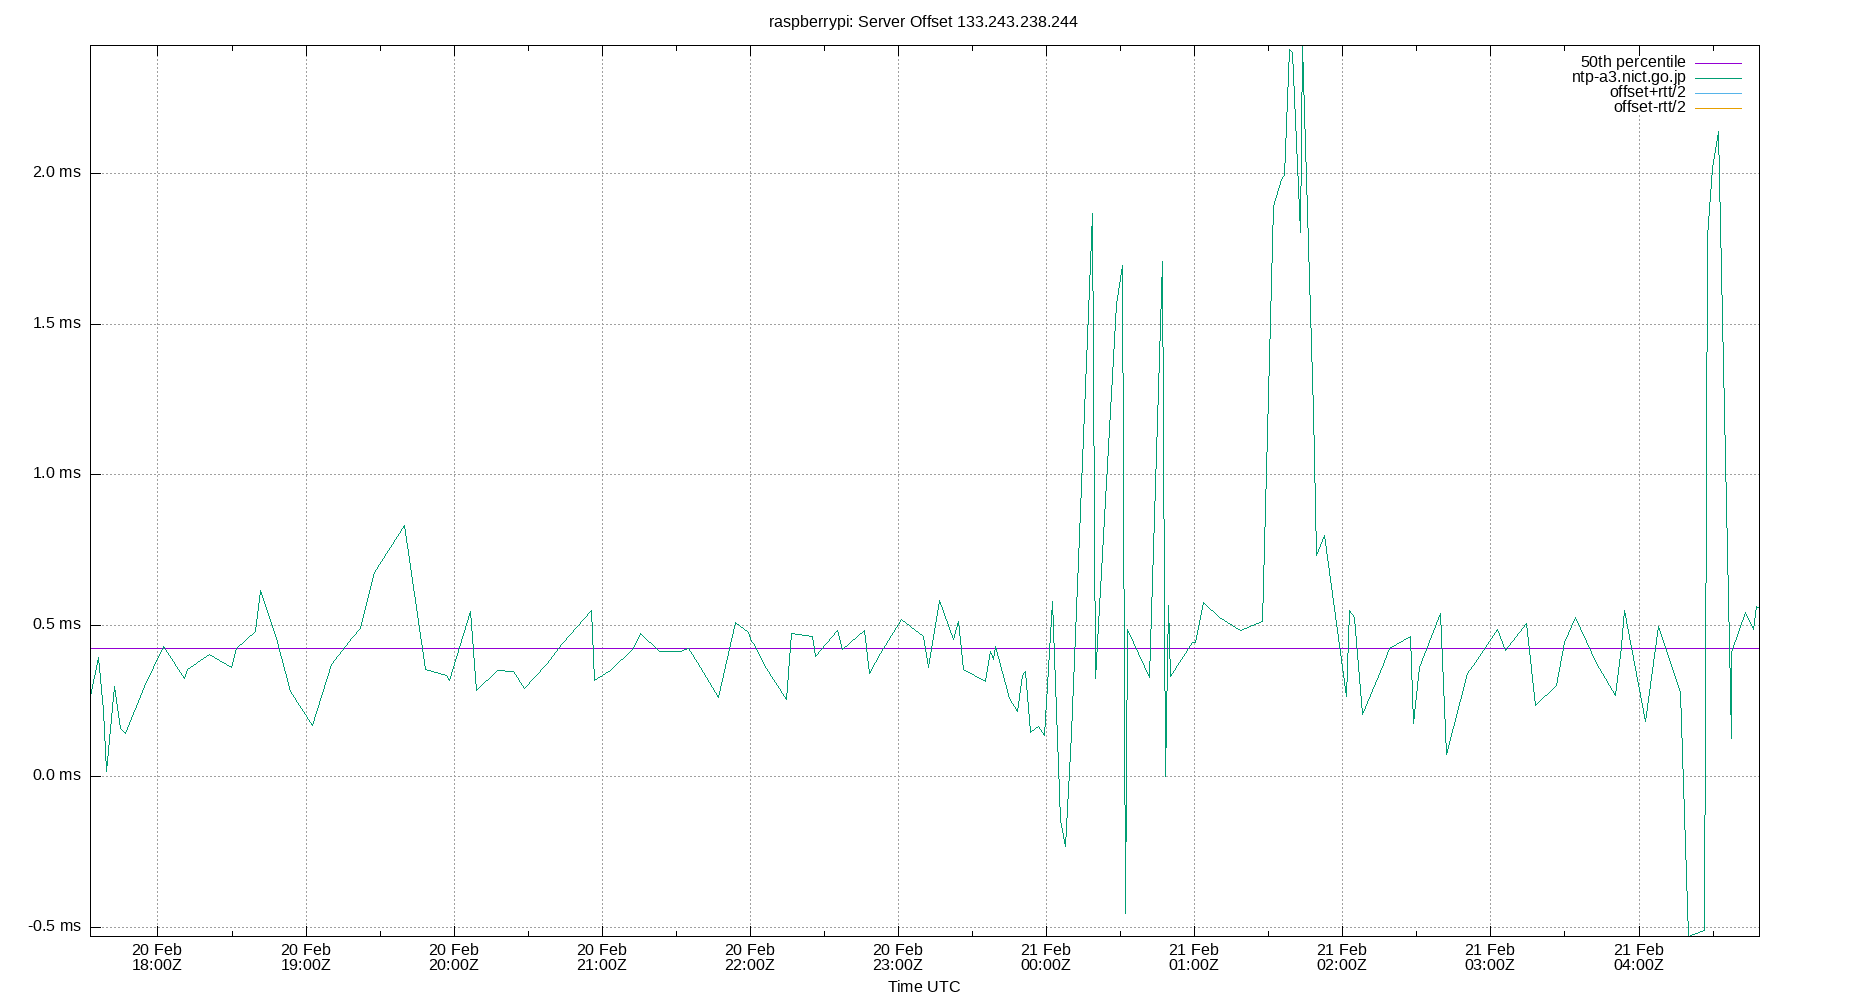 raspberrypi: Server Offset 133.243.238.244
50th percentile
ntp-a3.nict.go.jp
offset+rtt/2
offset-rtt/2
2.0 ms
1.5 ms
1.0 ms
0.5 ms
0.0 ms
-0.5 ms
20 Feb 20 Feb 20 Feb 20 Feb 20 Feb 20 Feb 21 Feb 21 Feb 21 Feb 21 Feb 21 Feb
18:00Z 19:00Z 20:00Z 21:00Z 22:00Z 23:00Z 00:00Z 01:00Z 02:00Z 03:00Z 04:00Z
Time UTC